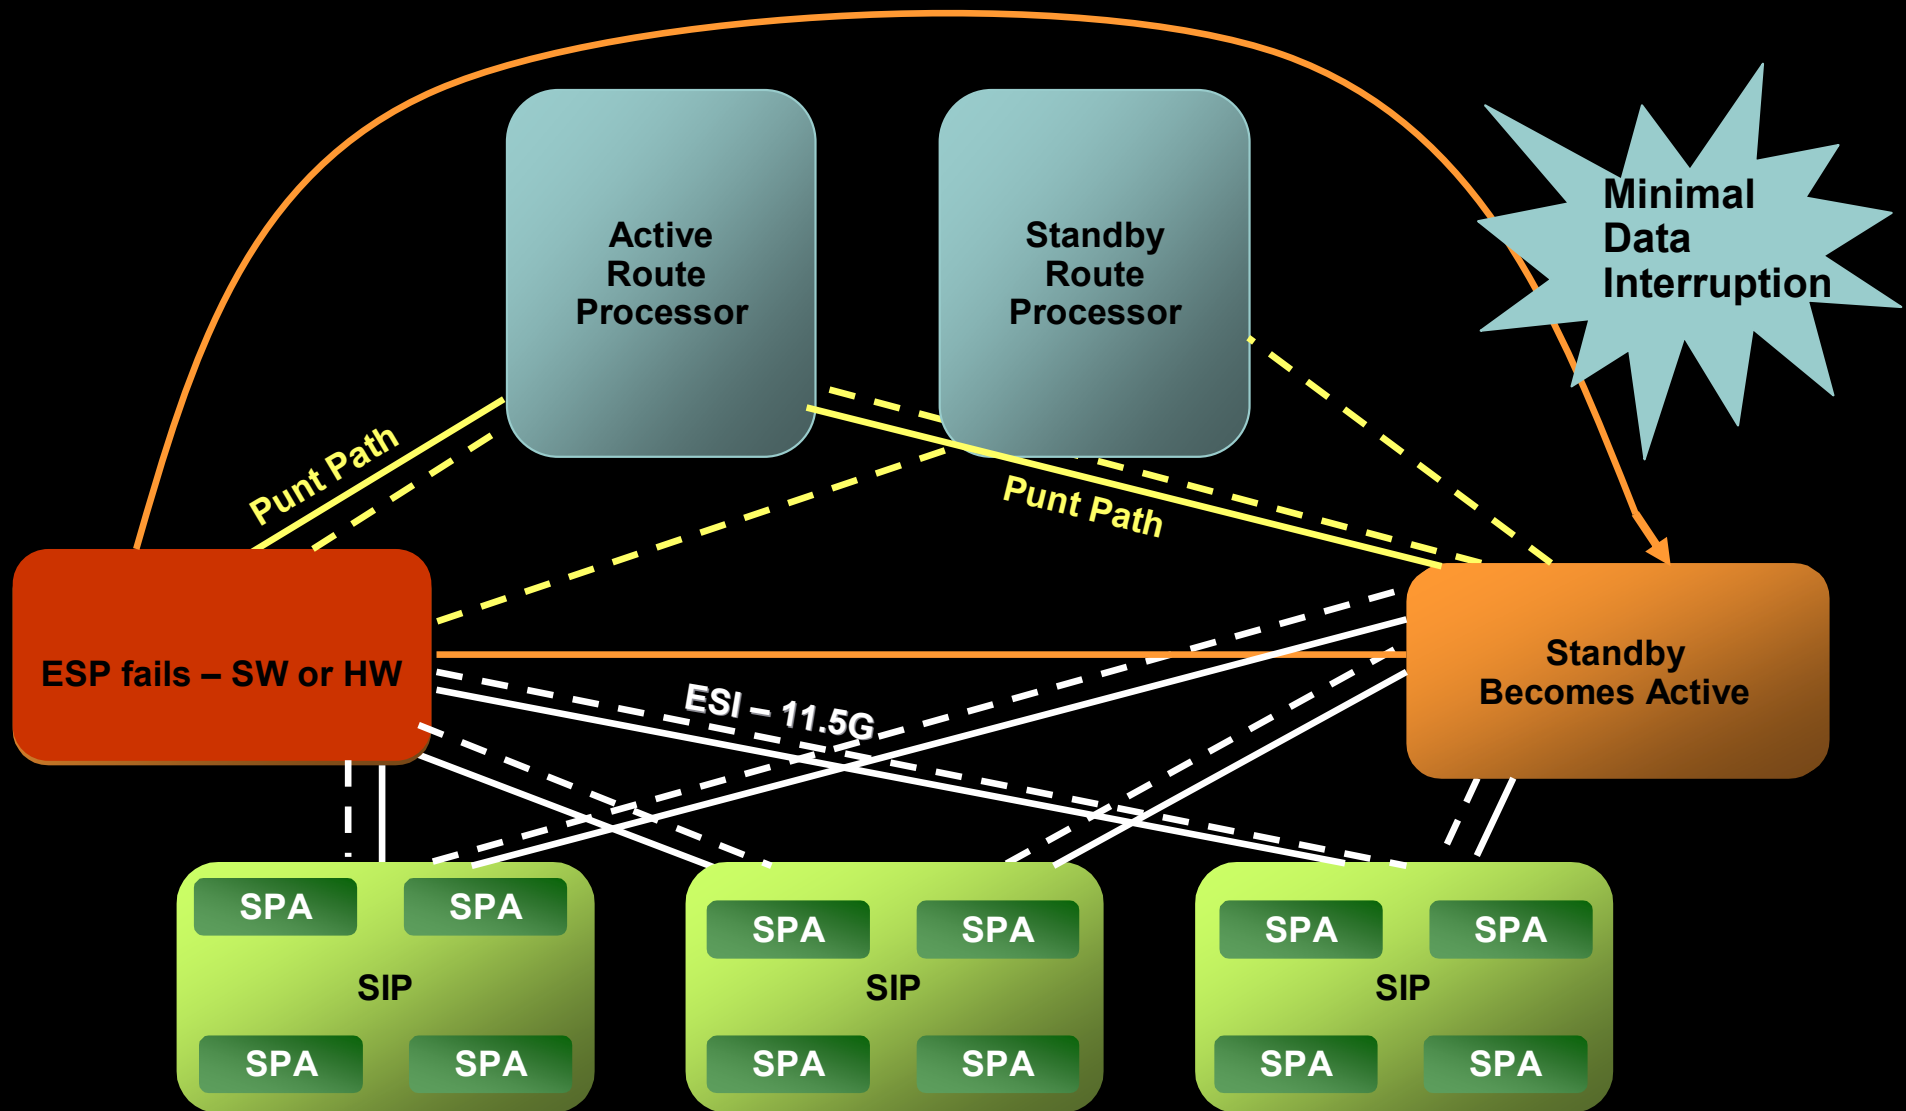 Active
Route
Processor
Standby
Route
Processor
Minimal
Data
Interruption
Punt Path
Punt Path
ESP fails – SW or HW
Standby
Becomes Active
ESI – 11.5G
SPA
SPA
SIP
SPA
SPA
SPA
SPA
SIP
SPA
SPA
SPA
SPA
SIP
SPA
SPA